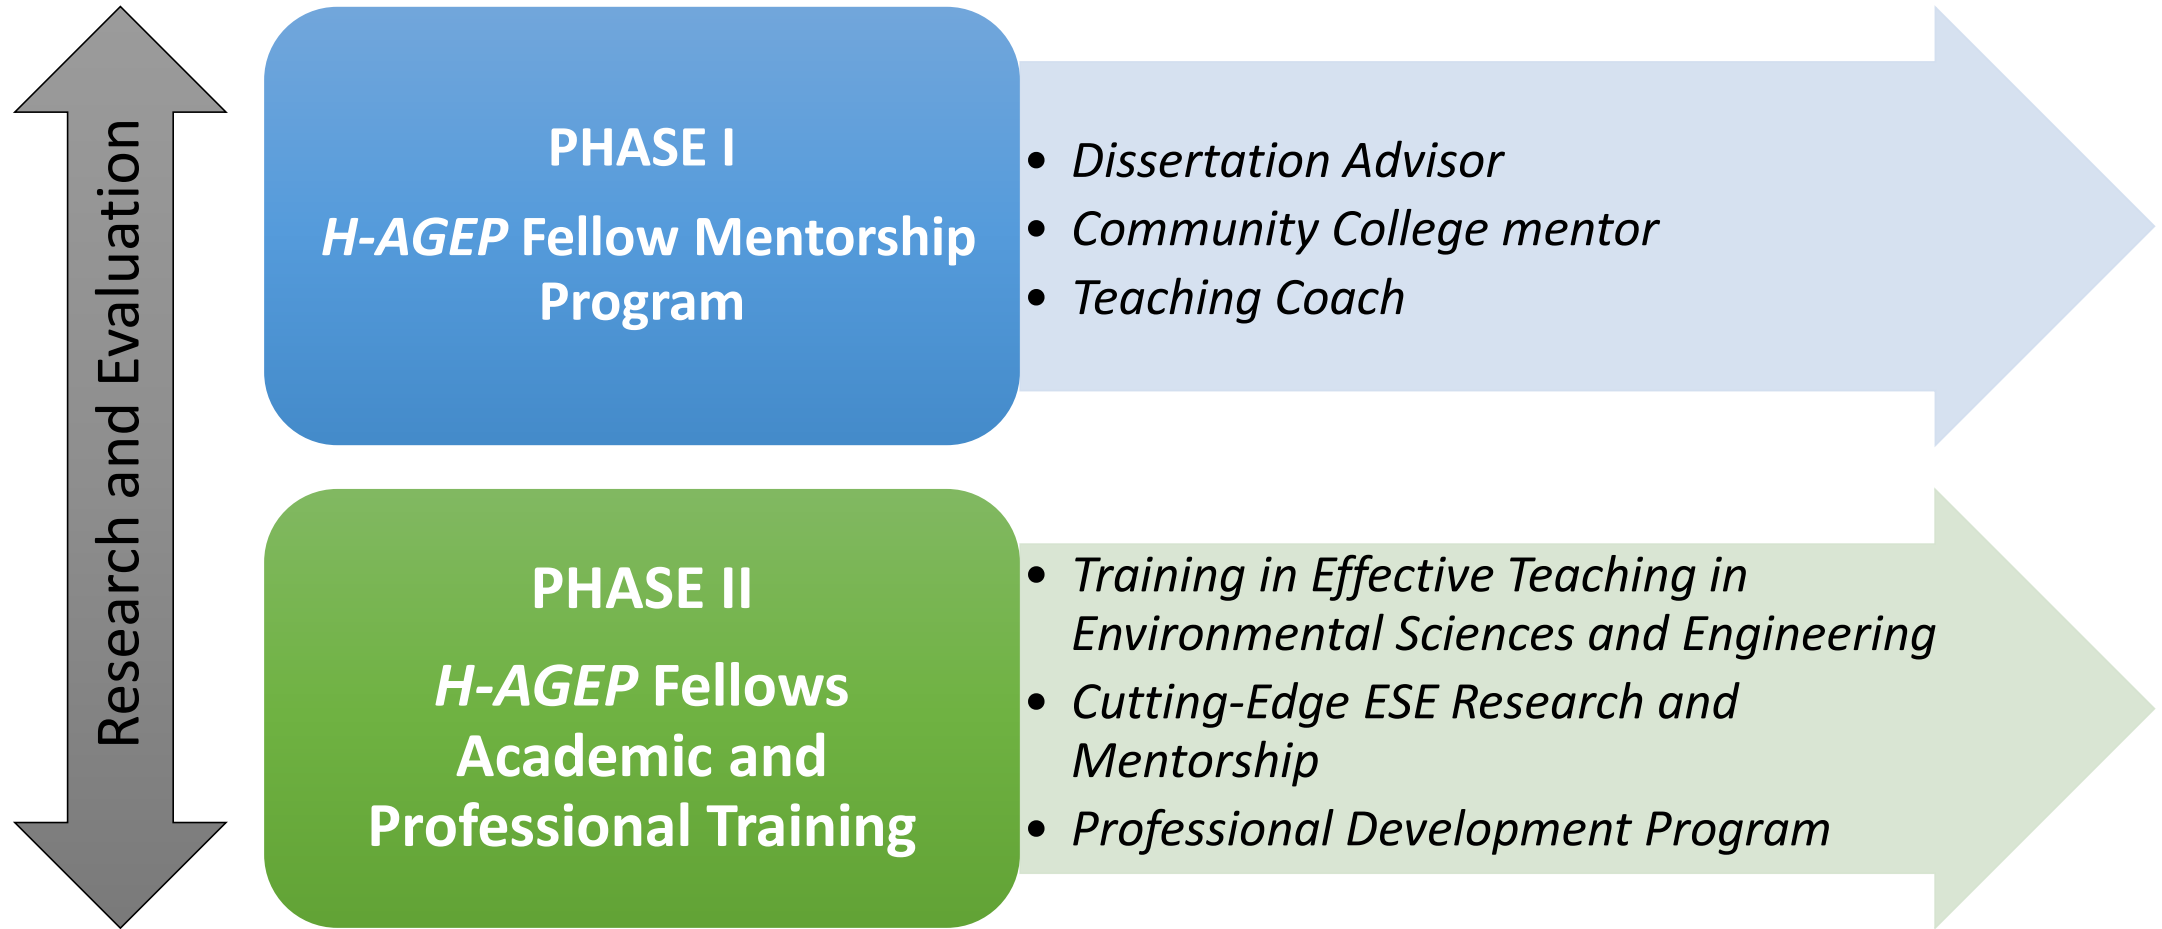 Research and Evaluation
PHASE I
H-AGEP Fellow Mentorship
Program
• Dissertation Advisor
• Community College mentor
• Teaching Coach
PHASE II
H-AGEP Fellows
Academic and
Professional Training
• Training in Effective Teaching in
Environmental Sciences and Engineering
• Cutting-Edge ESE Research and
Mentorship
• Professional Development Program